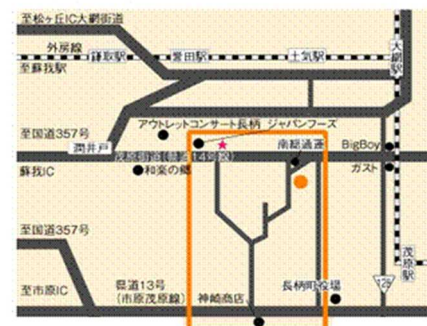 至松ヶ丘IC大網街道
外房線
至蘇我駅
鎌取駅
誉田駅
土気駅
大網駅
アウトレットコンサート長柄
ジャパンフーズ
至国道357号
潤井戸
茂原街道(県道14号線)
南総通運
BigBoy
蘇我IC
和楽の郷
ガスト
至国道357号
茂原駅
県道13号
(市原茂原線)
神崎商店
長柄町役場
128
至市原IC